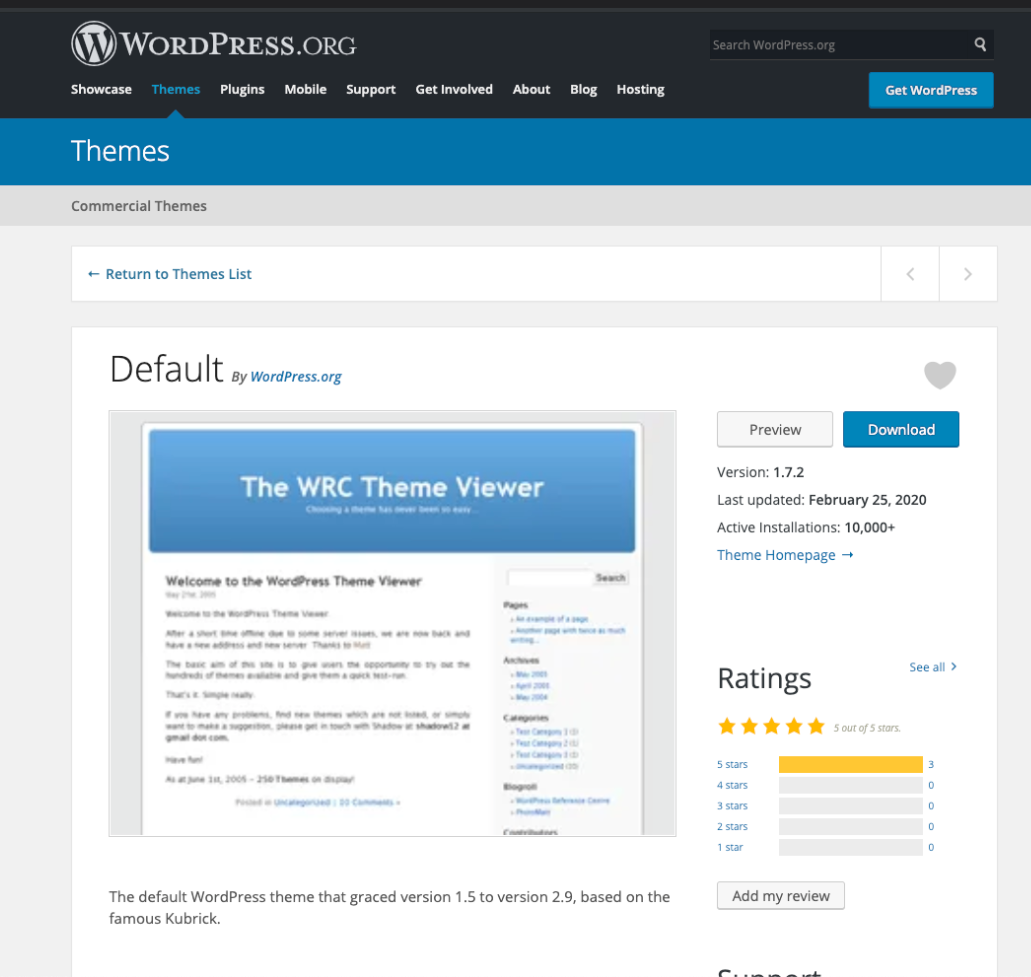 WORDPRESS.ORG
Search WordPress.org
Showcase Themes Plugins Mobile Support Get Involved About Blog Hosting
Get WordPress
Themes
Commercial Themes
← Return to Themes List
Default By WordPress.org
Preview Download
Version: 1.7.2
Last updated: February 25, 2020
Active Installations: 10,000+
Theme Homepage →
The WRC Theme Viewer
Choosing a theme has never been so easy...
Welcome to the WordPress Theme Viewer
May 21st, 2005
Welcome to the WordPress Theme Viewer.
After a short time offline due to some server issues, we are now back and
have a new address and new server. Thanks to Matt
The basic aim of this site is to give users the opportunity to try out the
hundreds of themes available and give them a quick test-run.
That's it. Simple really.
If you have any problems, find new themes which are not listed, or simply
want to make a suggestion, please get in touch with Shadow at shadow12 at
gmail dot com.
Have fun!
As at June 1st, 2005 – 250 Themes on display!
Posted in Uncategorized | 10 Comments »
Search
Pages
» An example of a page
» Another page with twice as much
writing...
Archives
» May 2005
» April 2005
» May 2004
Categories
» Test Category 1 (2)
» Test Category 2 (1)
» Test Category 3 (2)
» Uncategorized (35)
Blogroll
» WordPress Reference Centre
» PhotoMatt
Contributors
Ratings
See all >
5 out of 5 stars.
5 stars 3
4 stars 0
3 stars 0
2 stars 0
1 star 0
Add my review
The default WordPress theme that graced version 1.5 to version 2.9, based on the
famous Kubrick.
Support